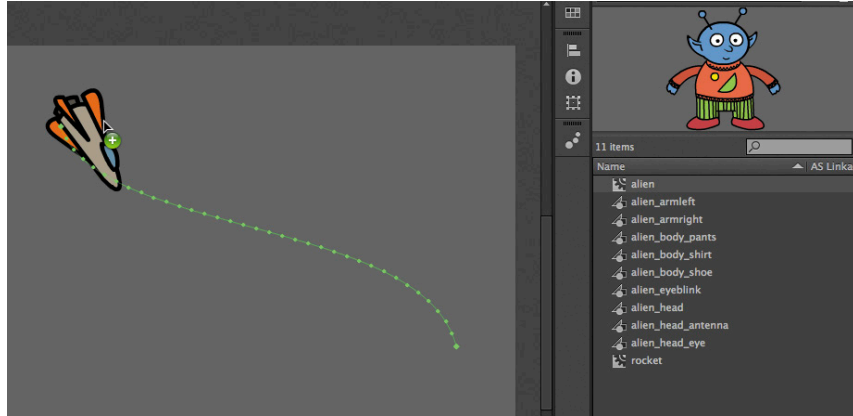 11 items
Name AS Linka
alien
alien_armleft
alien_armright
alien_body_pants
alien_body_shirt
alien_body_shoe
alien_eyeblink
alien_head
alien_head_antenna
alien_head_eye
rocket